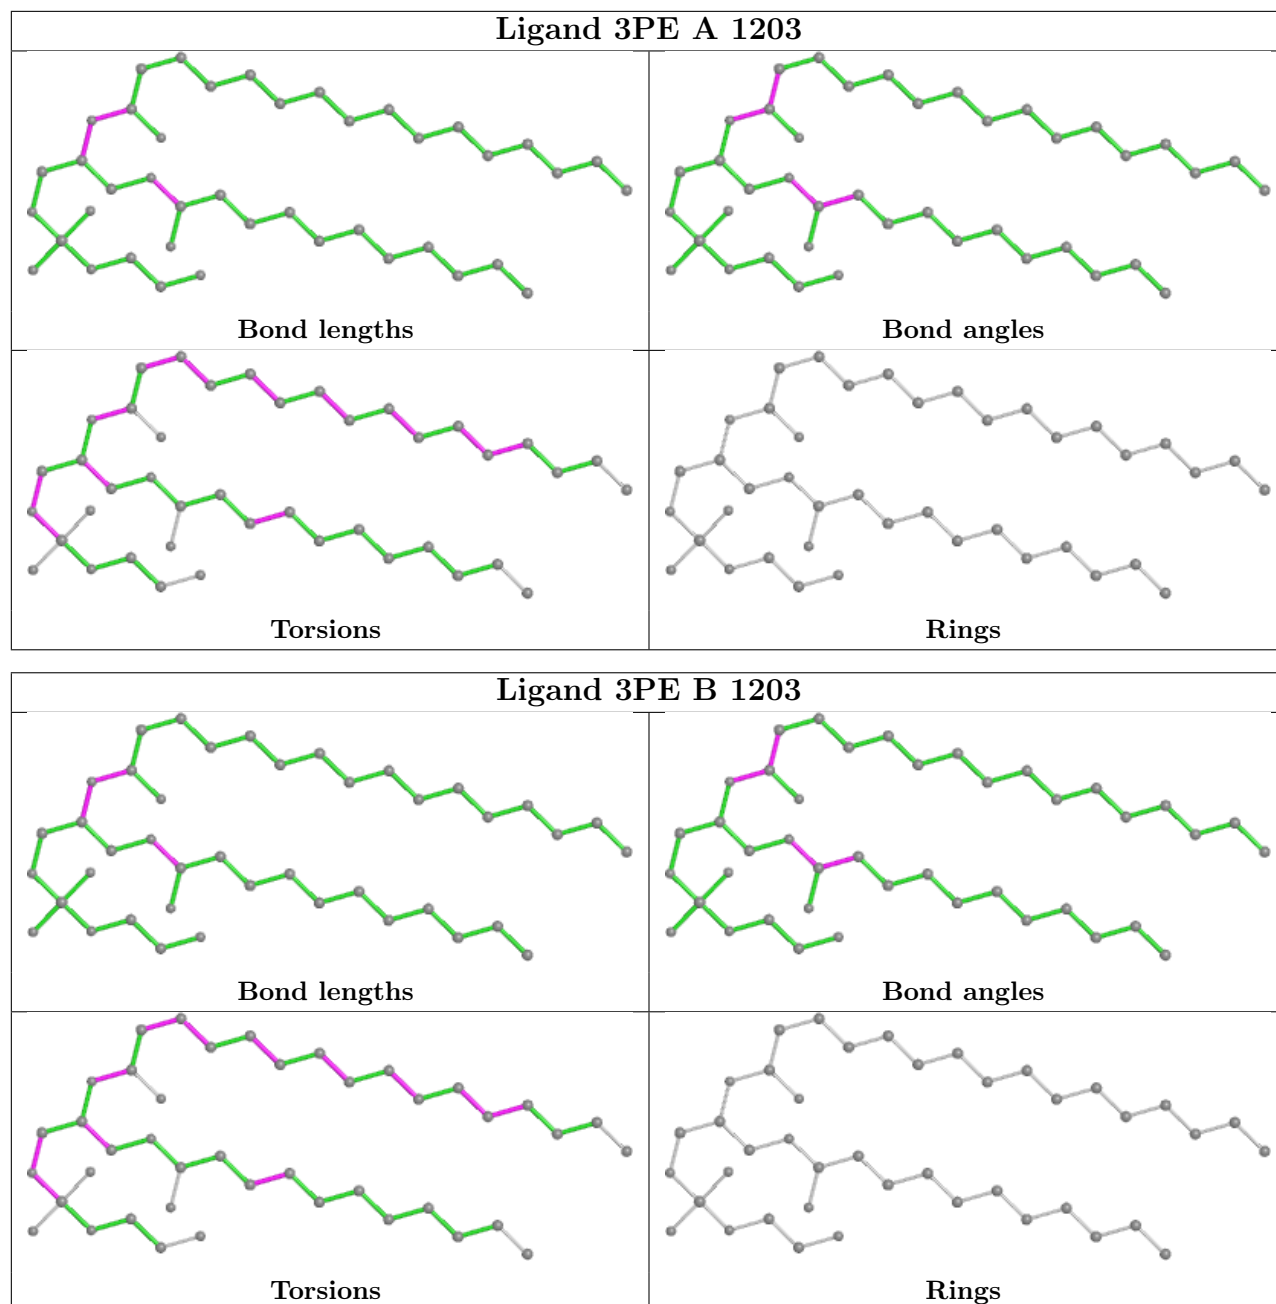 Ligand 3PE A 1203
Bond lengths
Bond angles
Torsions
Rings
Ligand 3PE B 1203
Bond lengths
Bond angles
Torsions
Rings